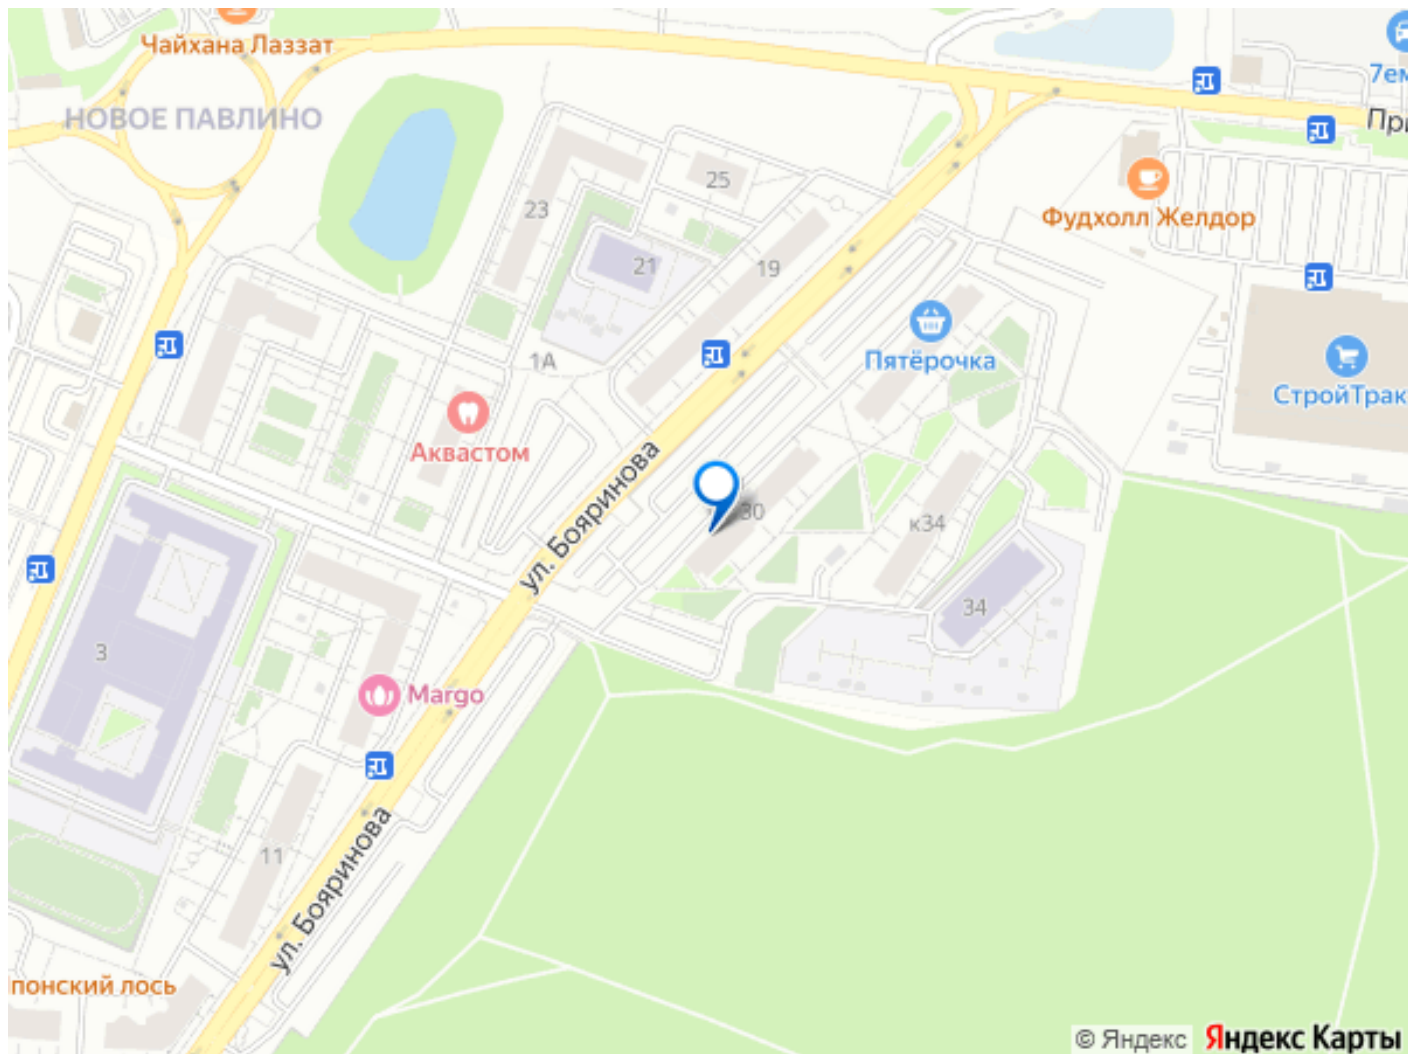 Чайхана Лаззат
7ем
НОВОЕ ПАВЛИНО
При
25
23
Фудхолл Желдор
21
19
1А
Пятёрочка
СтройТрак
Аквастом
ул. Бояринова
30
к34
34
3
Margo
11
ул. Бояринова
понский лось
© Яндекс
Яндекс Карты